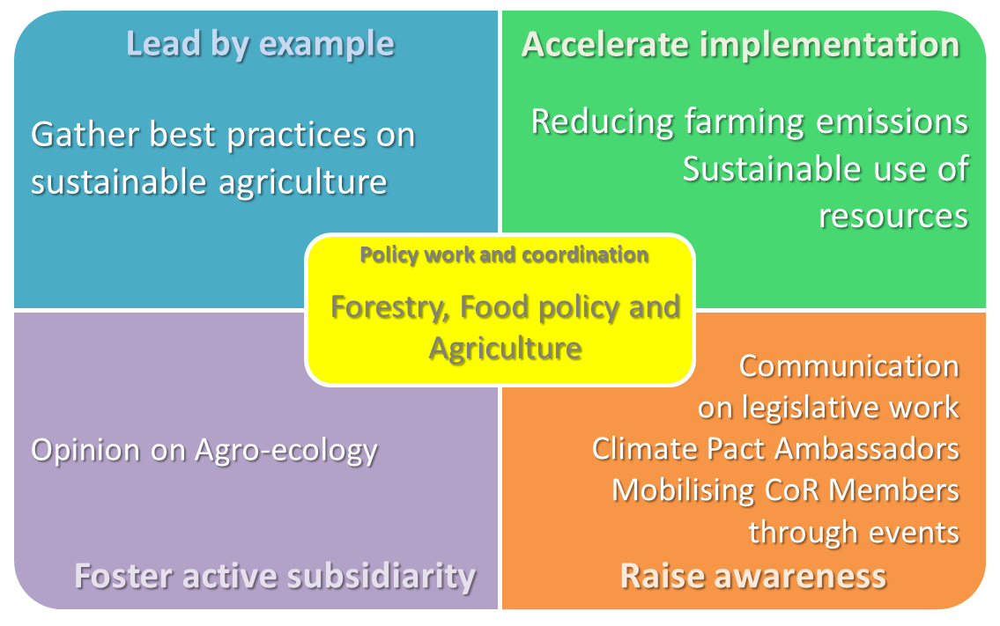 Lead by example
Gather best practices on
sustainable agriculture
Accelerate implementation
Reducing farming emissions
Sustainable use of
resources
Policy work and coordination
Forestry, Food policy and
Agriculture
Opinion on Agro-ecology
Foster active subsidiarity
Communication
on legislative work
Climate Pact Ambassadors
Mobilising CoR Members
through events
Raise awareness